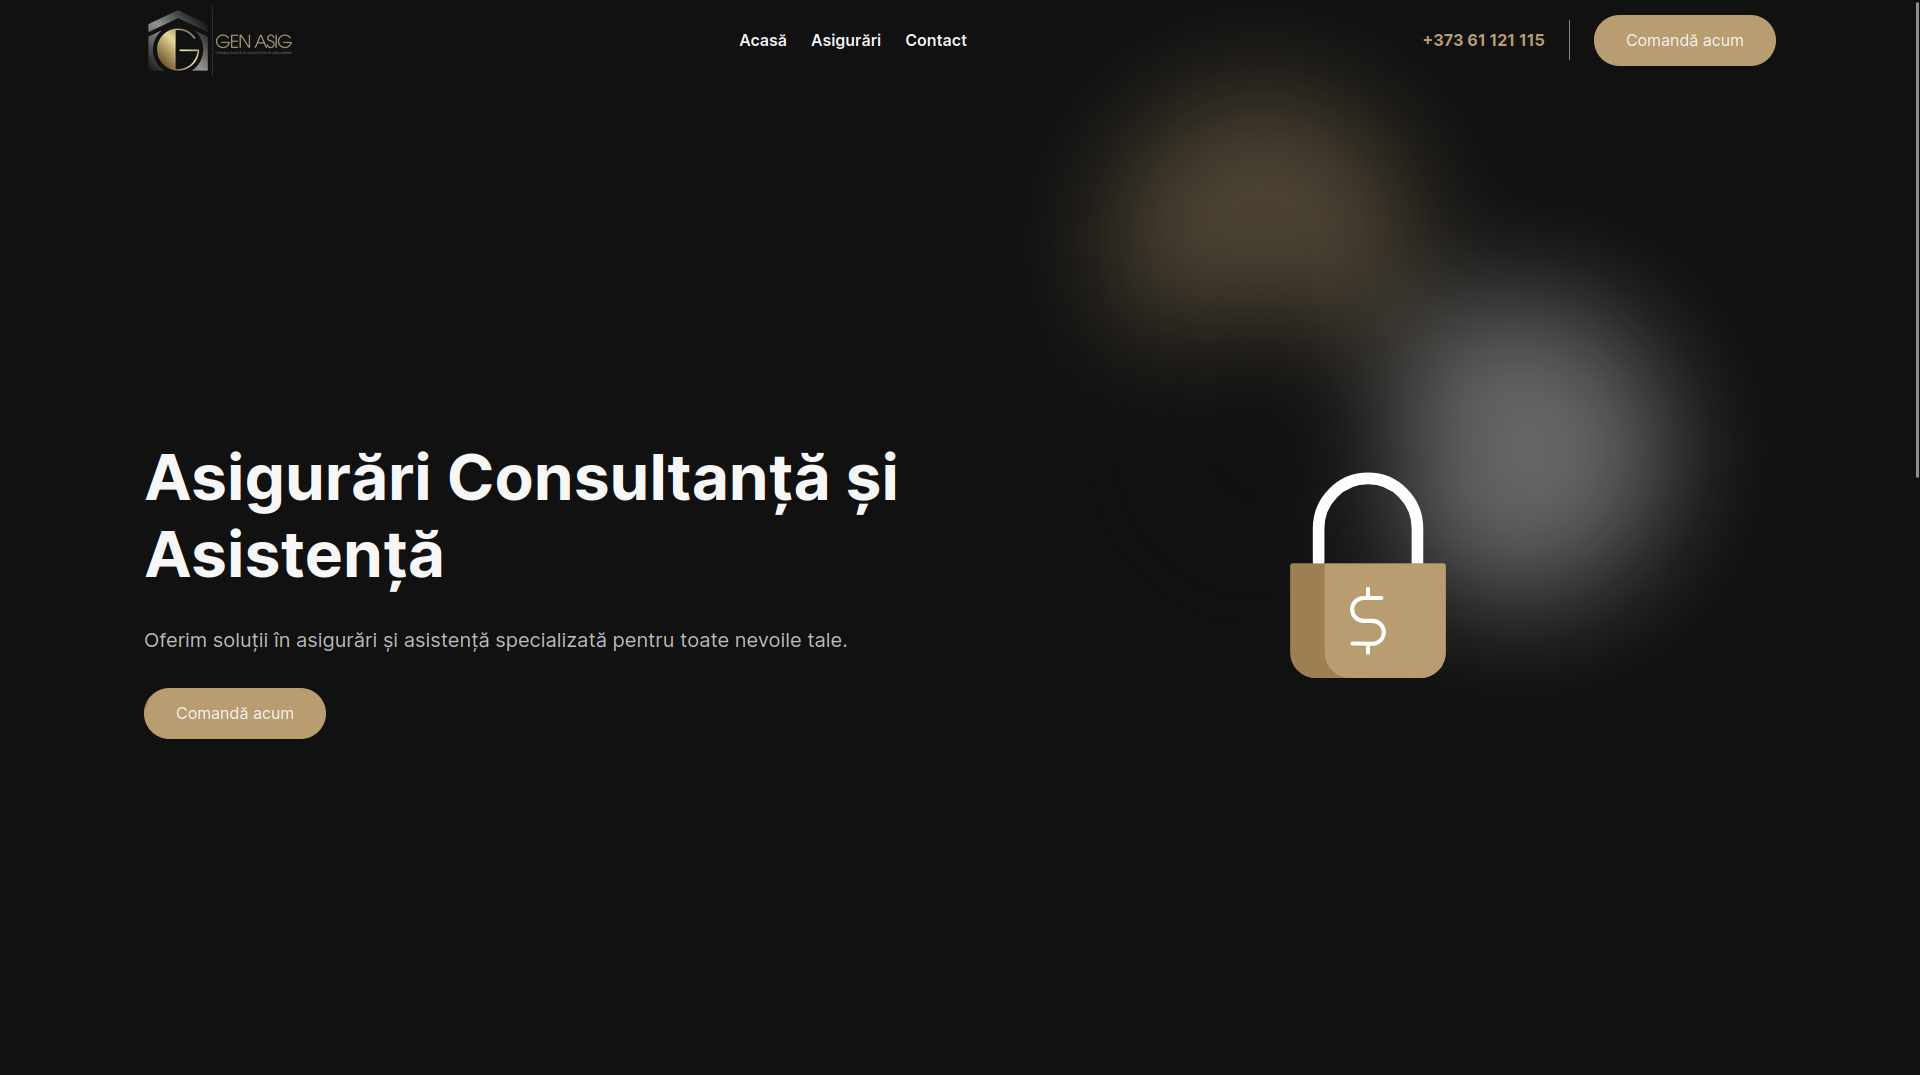 GEN ASIG
Acasă
Asigurări
Contact
+373 61 121 115
Comandă acum
Asigurări Consultanță și
Asistență
Oferim soluții în asigurări și asistență specializată pentru toate nevoile tale.
Comandă acum
$